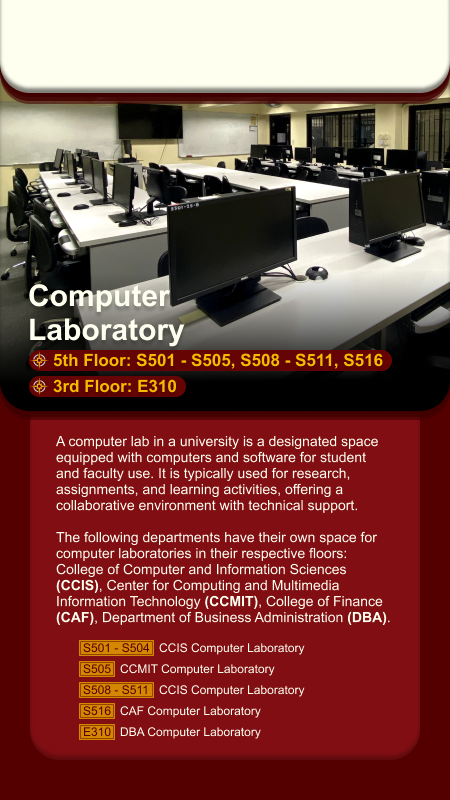 Computer
Laboratory
5th Floor: S501 - S505, S508 - S511, S516
3rd Floor: E310
A computer lab in a university is a designated space
equipped with computers and software for student
and faculty use. It is typically used for research,
assignments, and learning activities, offering a
collaborative environment with technical support.
The following departments have their own space for
computer laboratories in their respective floors:
College of Computer and Information Sciences
(CCIS), Center for Computing and Multimedia
Information Technology (CCMIT), College of Finance
(CAF), Department of Business Administration (DBA).
S501 - S504 CCIS Computer Laboratory
S505 CCMIT Computer Laboratory
S508 - S511 CCIS Computer Laboratory
S516 CAF Computer Laboratory
E310 DBA Computer Laboratory